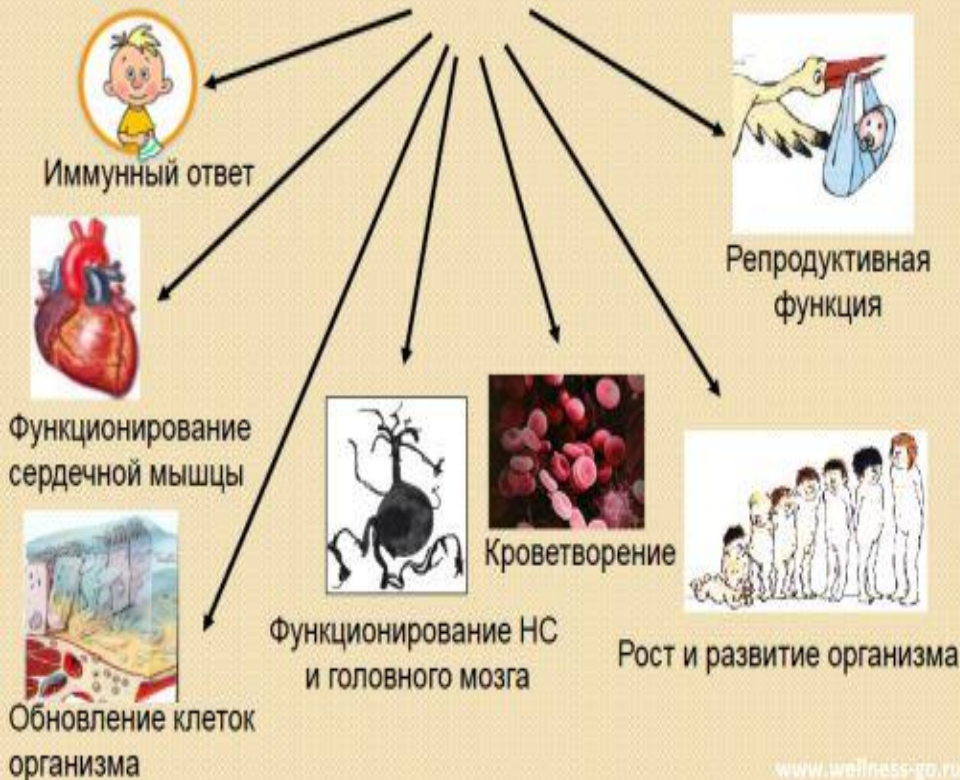 Иммунный ответ
Репродуктивная
функция
Функционирование
сердечной мышцы
Кроветворение
Функционирование НС
и головного мозга
Рост и развитие организма
Обновление клеток
организма
www.wellness-go.ru